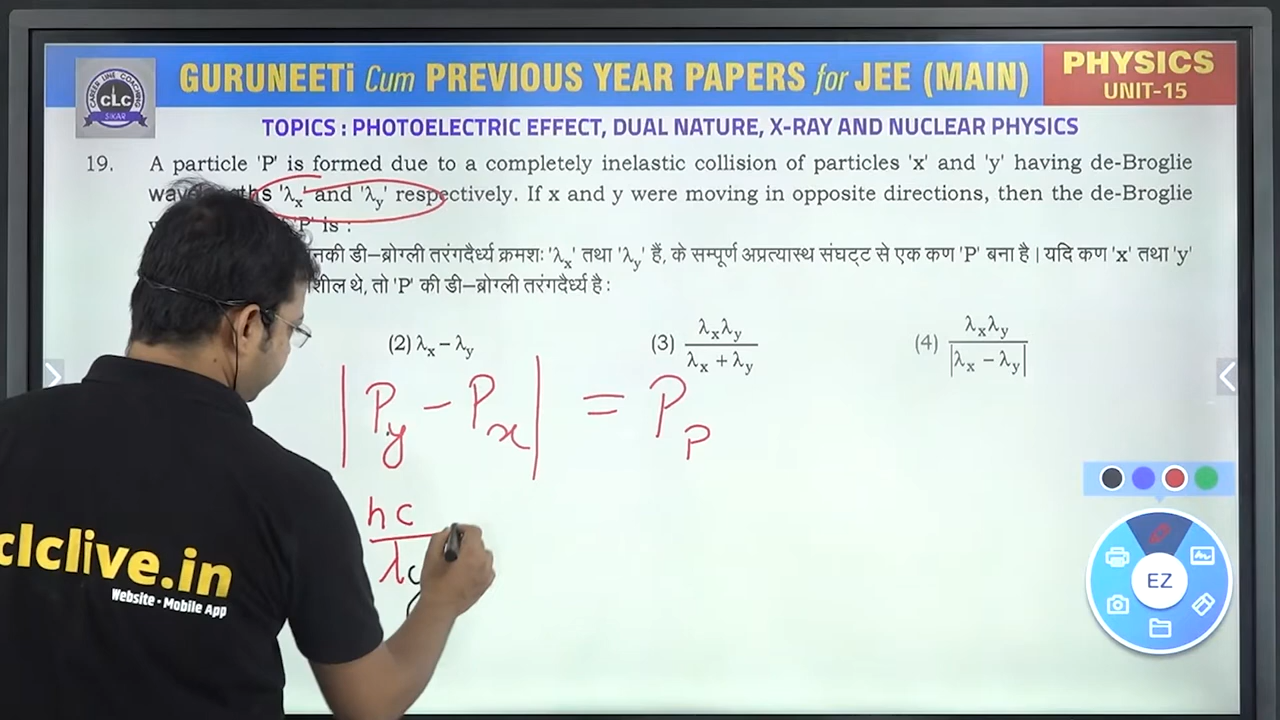 GURUNEETi Cum PREVIOUS YEAR PAPERS for JEE (MAIN)
PHYSICS
UNIT-15
CAREER LINE COACHING
CLC
SIKAR
TOPICS : PHOTOELECTRIC EFFECT, DUAL NATURE, X-RAY AND NUCLEAR PHYSICS
19. A particle 'P' is formed due to a completely inelastic collision of particles 'x' and 'y' having de-Broglie
'λx' and 'λy' respectively. If x and y were moving in opposite directions, then the de-Broglie
'P' is :
डी–ब्रोग्ली तरंगदैर्ध्य क्रमशः 'λx' तथा 'λy' हैं, के सम्पूर्ण अप्रत्यास्थ संघट्ट से एक कण 'P' बना है। यदि कण 'x' तथा 'y'
थे, तो 'P' की डी–ब्रोग्ली तरंगदैर्ध्य है :
(2) λx – λy (3) λxλy / λx + λy (4) λxλy / |λx – λy|
|Py – Px| = PP
hc
λ
EZ
clclive.in
Website • Mobile App